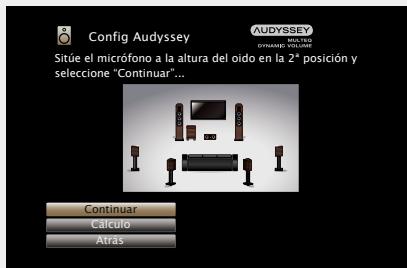 Config Audyssey
AUDYSSEY
MULTEQ
DYNAMIC VOLUME
Sitúe el micrófono a la altura del oido en la 2ª posición y
seleccione “Continuar”...
Continuar
Cálculo
Atrás